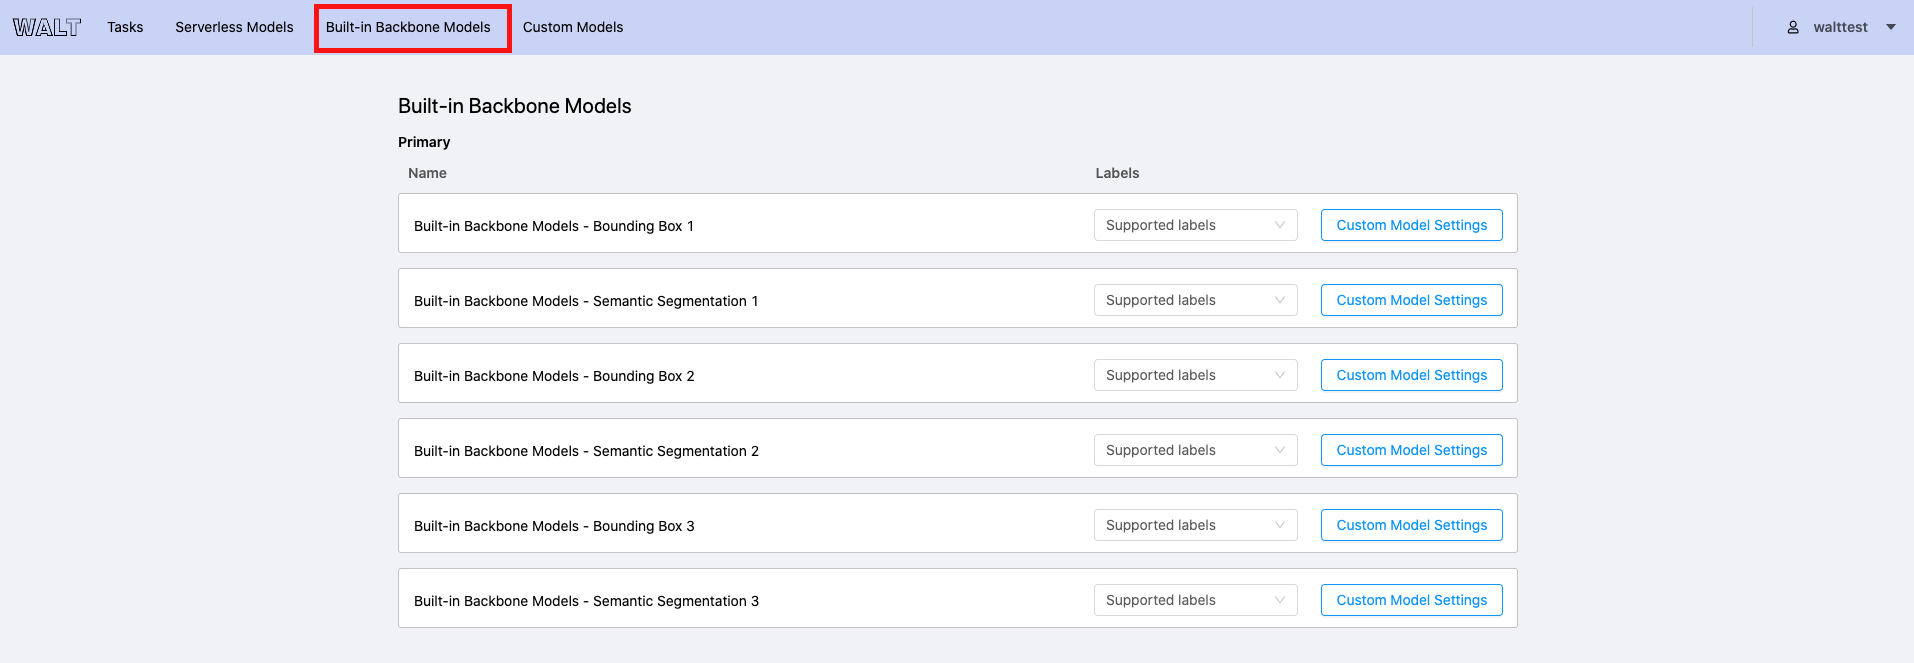 WALT Tasks Serverless Models Built-in Backbone Models Custom Models walttest
Built-in Backbone Models
Primary
Name Labels
Built-in Backbone Models - Bounding Box 1 Supported labels Custom Model Settings
Built-in Backbone Models - Semantic Segmentation 1 Supported labels Custom Model Settings
Built-in Backbone Models - Bounding Box 2 Supported labels Custom Model Settings
Built-in Backbone Models - Semantic Segmentation 2 Supported labels Custom Model Settings
Built-in Backbone Models - Bounding Box 3 Supported labels Custom Model Settings
Built-in Backbone Models - Semantic Segmentation 3 Supported labels Custom Model Settings